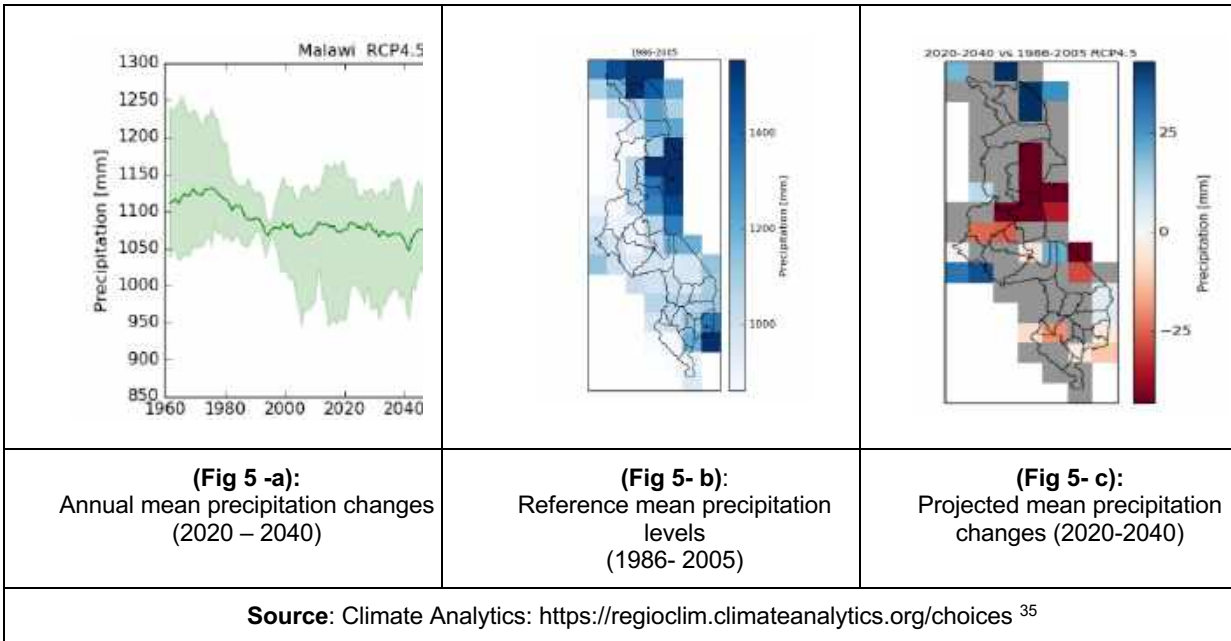 Malawi RCP4.5
1300
1250
1200
1150
1100
1050
1000
950
900
850
Precipitation [mm]
1960 1980 2000 2020 2040
1986-2005
1400
1200
1000
Precipitation [mm]
2020-2040 vs 1986-2005 RCP4.5
25
0
−25
Precipitation [mm]
(Fig 5 -a):
Annual mean precipitation changes
(2020 – 2040)
(Fig 5- b):
Reference mean precipitation
levels
(1986- 2005)
(Fig 5- c):
Projected mean precipitation
changes (2020-2040)
Source: Climate Analytics: https://regioclim.climateanalytics.org/choices 35